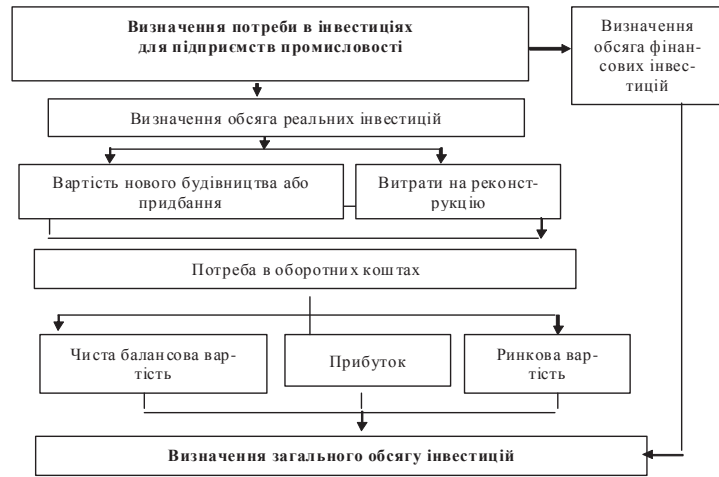 Визначення потреби в інвестиціях
для підприємств промисловості
Визначення
обсяга фінан-
сових інвес-
тицій
Визначення обсяга реальних інвестицій
Вартість нового будівництва або
придбання
Витрати на реконст-
рукцію
Потреба в оборотних коштах
Чиста балансова вар-
тість
Прибуток
Ринкова вар-
тість
Визначення загального обсягу інвестицій